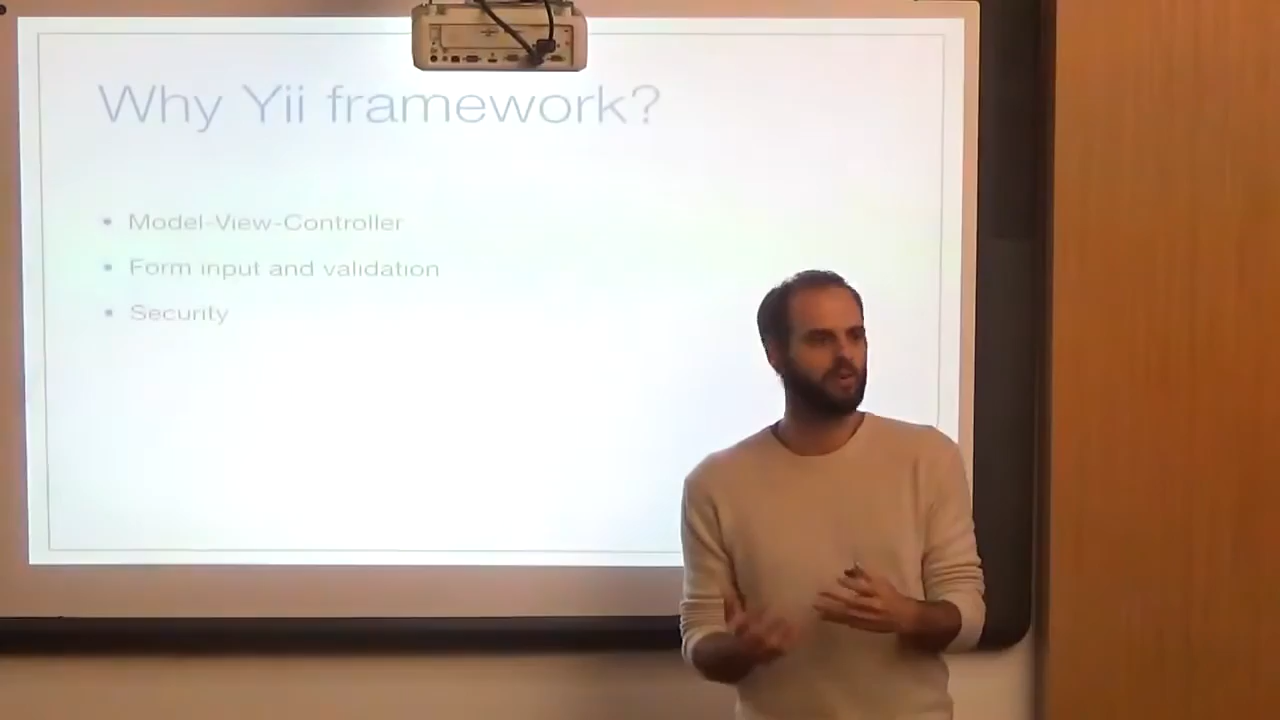 Why Yii framework?
• Model-View-Controller
• Form input and validation
• Security